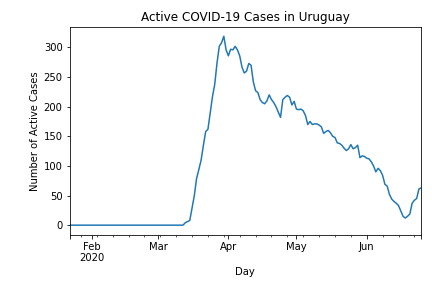 Active COVID-19 Cases in Uruguay
Number of Active Cases
300
250
200
150
100
50
0
Feb
2020
Mar
Apr
May
Jun
Day